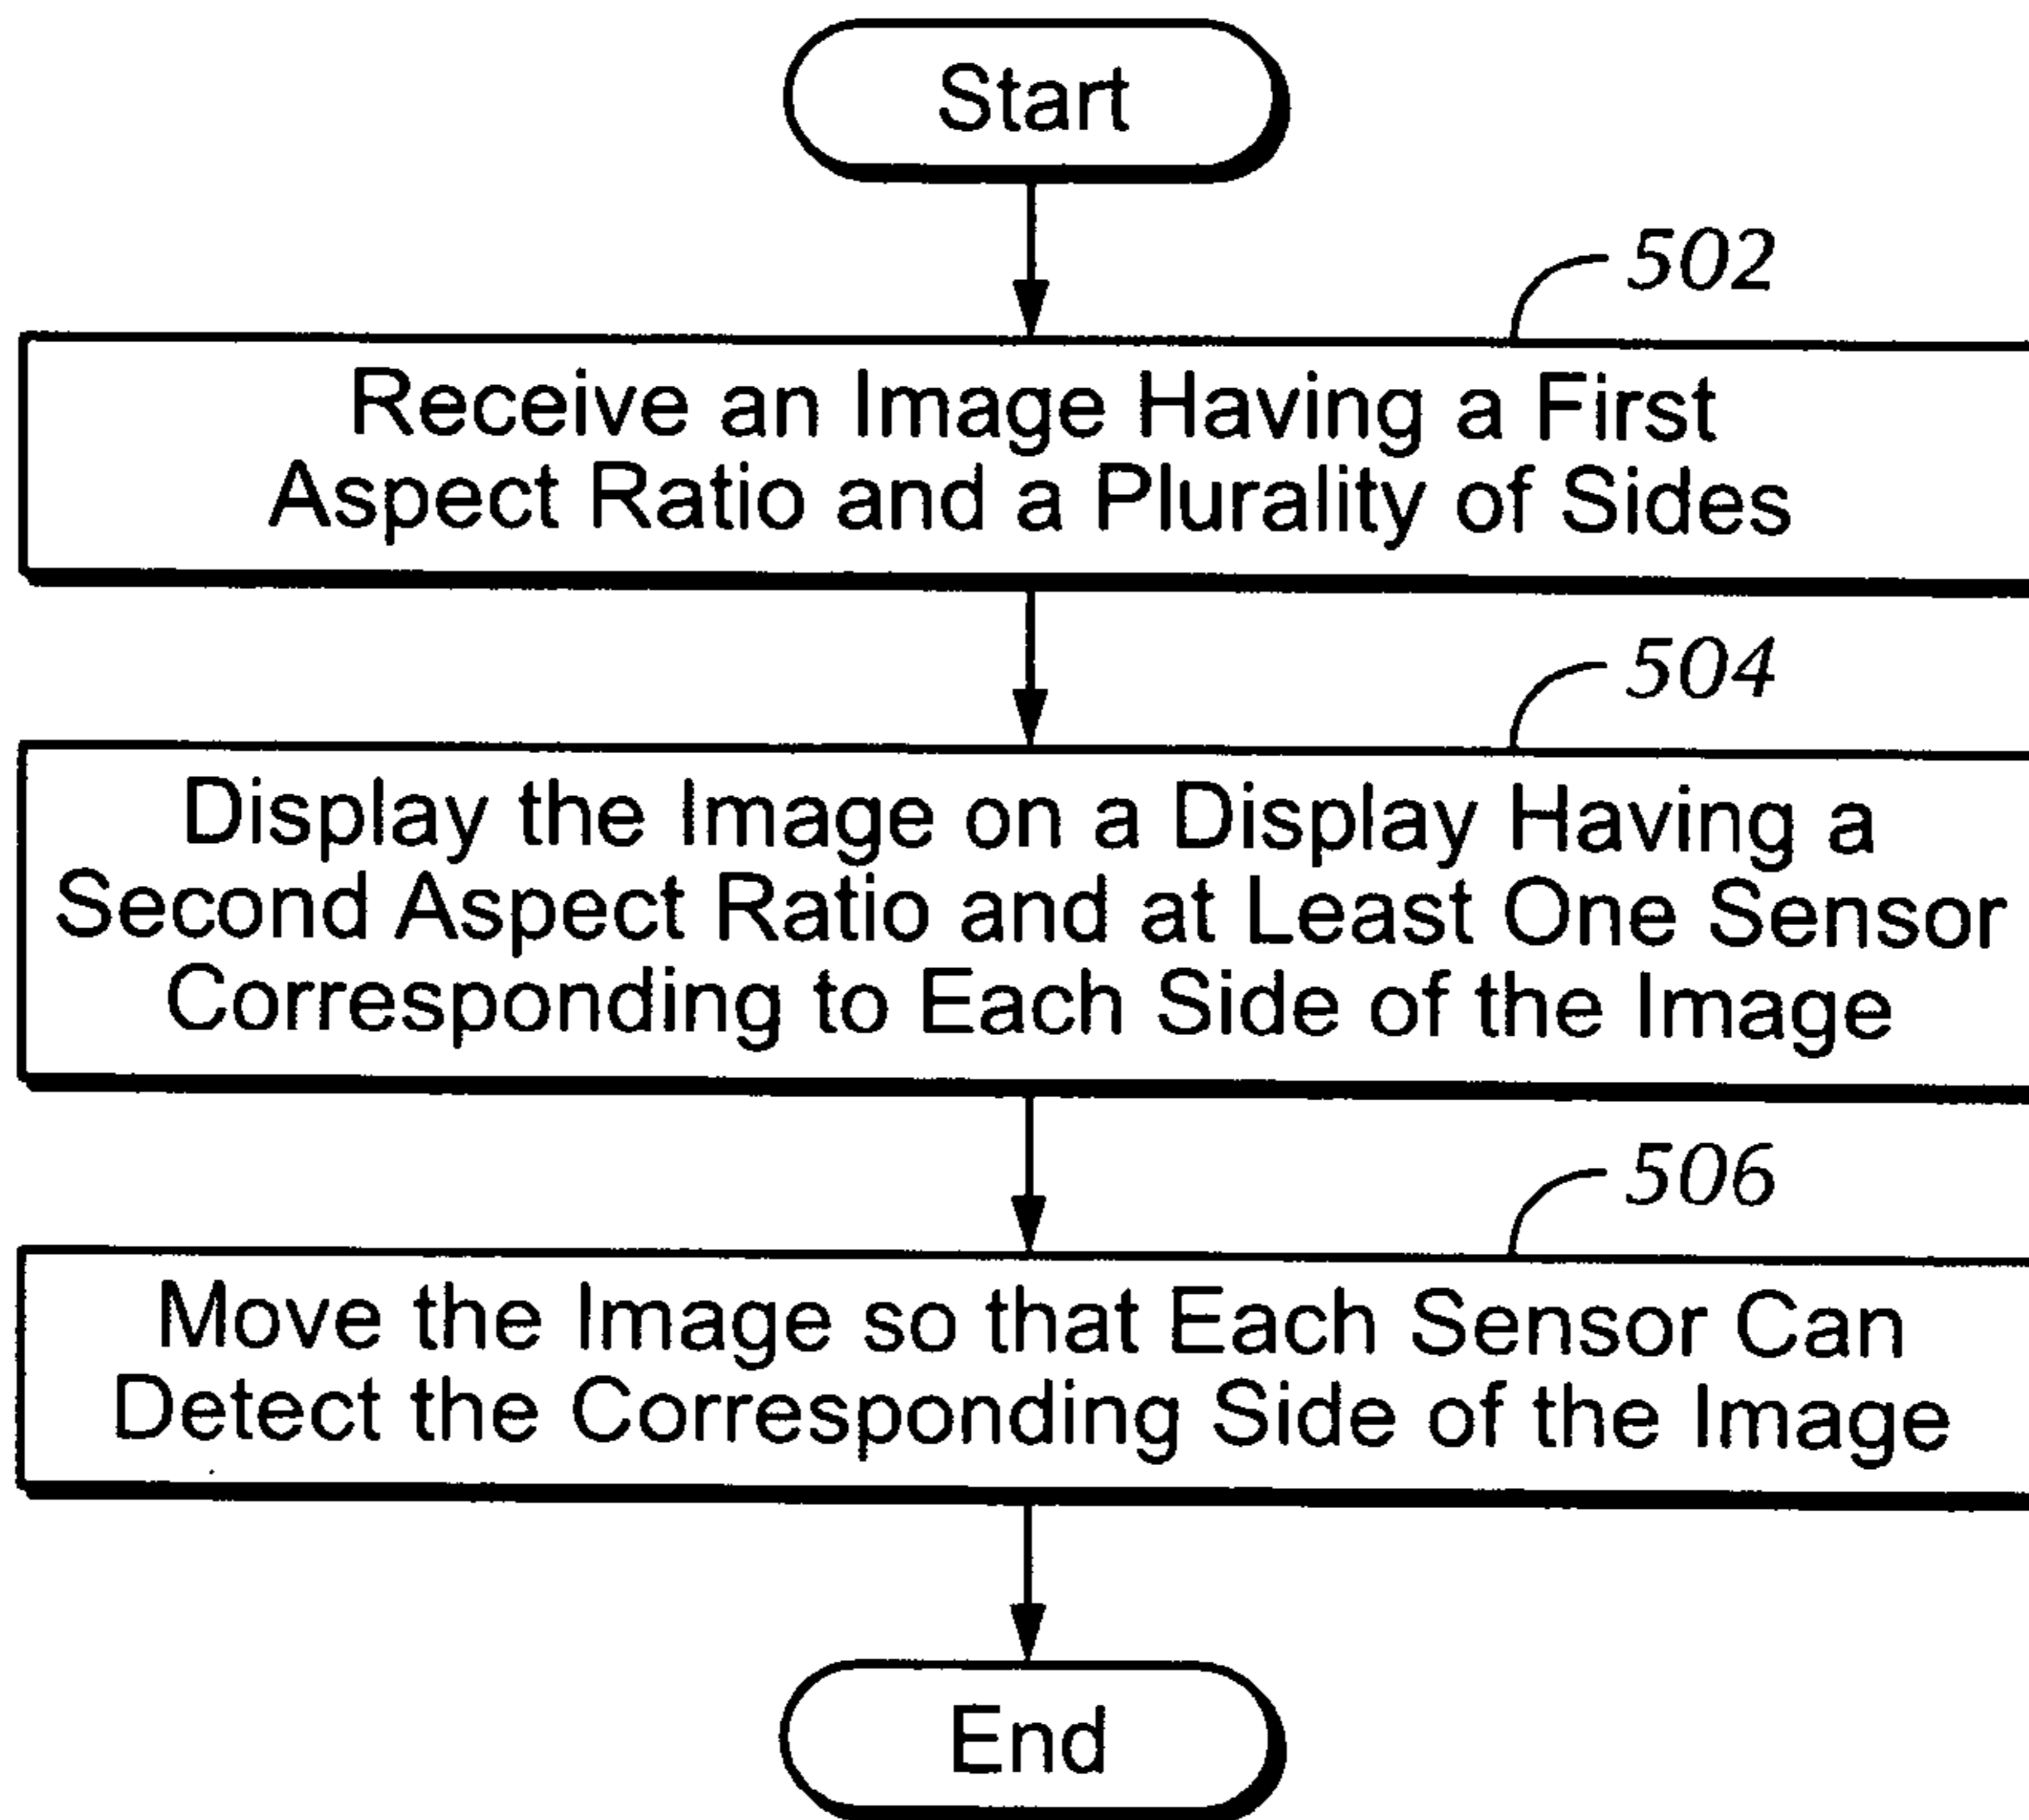 Start
502
Receive an Image Having a First
Aspect Ratio and a Plurality of Sides
504
Display the Image on a Display Having a
Second Aspect Ratio and at Least One Sensor
Corresponding to Each Side of the Image
506
Move the Image so that Each Sensor Can
Detect the Corresponding Side of the Image
End